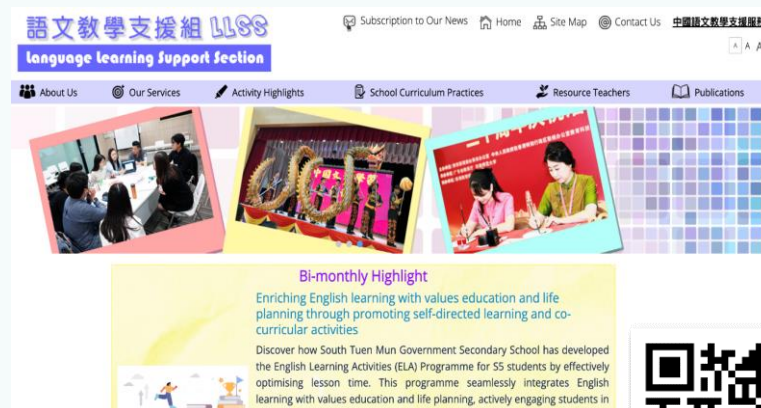 語文教學支援組 LLSS
Language Learning Support Section
Subscription to Our News
Home
Site Map
Contact Us
中國語文教學支援服務
A A A
About Us
Our Services
Activity Highlights
School Curriculum Practices
Resource Teachers
Publications
Bi-monthly Highlight
Enriching English learning with values education and life
planning through promoting self-directed learning and co-
curricular activities
Discover how South Tuen Mun Government Secondary School has developed
the English Learning Activities (ELA) Programme for S5 students by effectively
optimising lesson time. This programme seamlessly integrates English
learning with values education and life planning, actively engaging students in